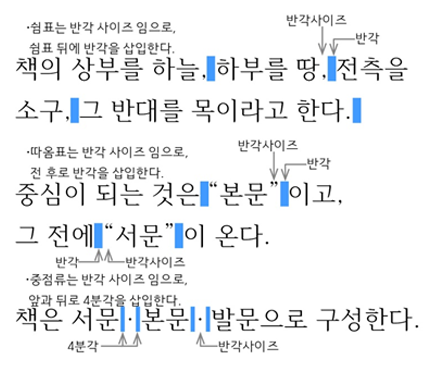 ·쉼표는 반각 사이즈 임으로,
쉼표 뒤에 반각을 삽입한다.
반각사이즈
반각
책의 상부를 하늘, 하부를 땅, 전측을
소구, 그 반대를 목이라고 한다.
·따옴표는 반각 사이즈 임으로,
전 후로 반각을 삽입한다.
반각사이즈
반각
중심이 되는 것은 “본문” 이고,
그 전에 “서문” 이 온다.
반각
반각사이즈
·중점류는 반각 사이즈 임으로,
앞과 뒤로 4분각을 삽입한다.
책은 서문 · 본문 · 발문으로 구성한다.
4분각
반각사이즈